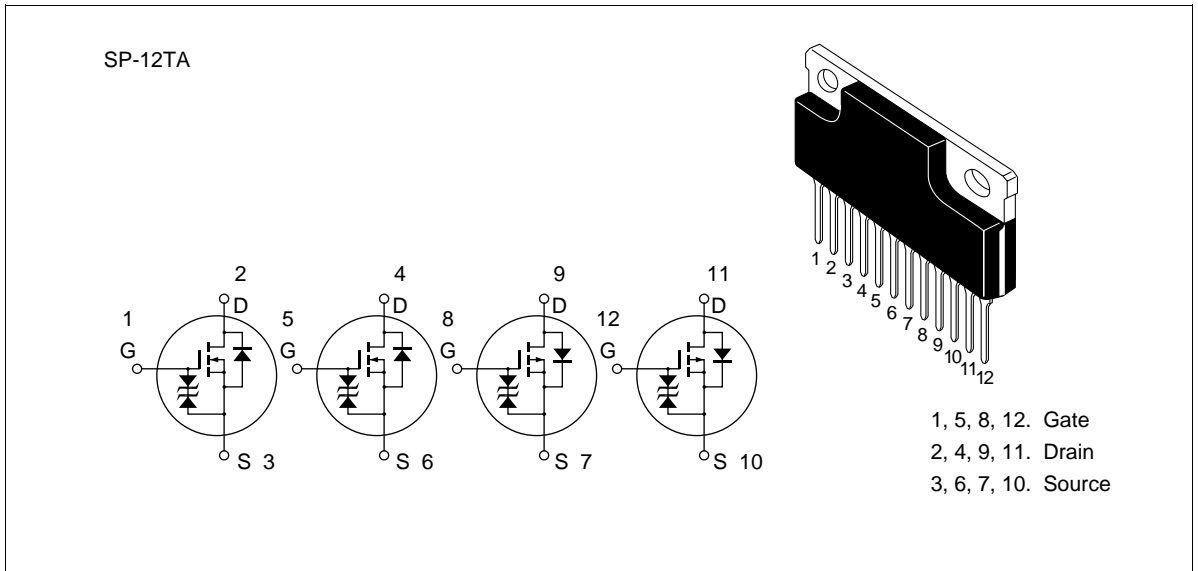 SP-12TA
1 2 3 4 5 6 7 8 9 10 11 12
2 4 9 11
D D D D
1 5 8 12
G G G G
S 3 S 6 S 7 S 10
1, 5, 8, 12. Gate
2, 4, 9, 11. Drain
3, 6, 7, 10. Source